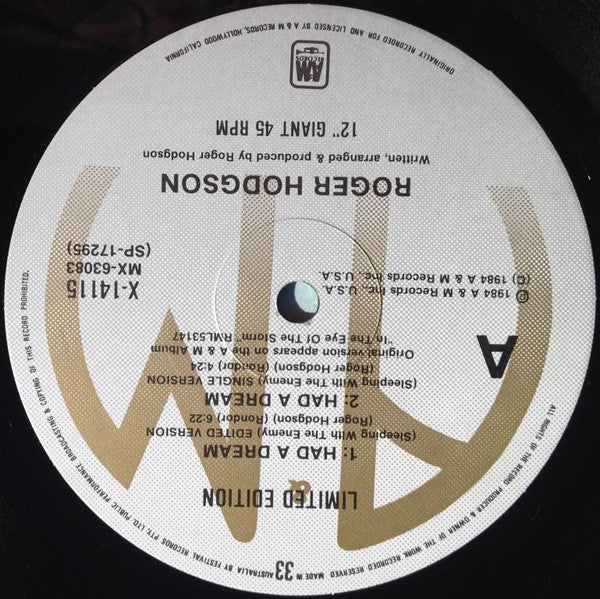 ALL RIGHTS OF THE RECORD PRODUCER & OWNER OF THE WORK RECORDED RESERVED MADE IN 33 AUSTRALIA BY FESTIVAL RECORDS PTY. LTD. PUBLIC PERFORMANCE BROADCASTING & COPYING OF THIS RECORD PROHIBITED.
LIMITED EDITION
1: HAD A DREAM
(Sleeping With The Enemy) EDITED VERSION
(Roger Hodgson) (Rondor) 6:22
2: HAD A DREAM
(Sleeping With The Enemy) SINGLE VERSION
(Roger Hodgson) (Rondor) 4:24
Original version appears on the A & M Album
"In The Eye Of The Storm" RML53147
A
℗ 1984 A & M Records Inc., U.S.A.
(C) 1984 A & M Records Inc., U.S.A.
X-14115
MX-63083
(SP-17295)
ROGER HODGSON
Written, arranged & produced by Roger Hodgson
12" GIANT 45 RPM
AM
RECORDS
ORIGINALLY RECORDED FOR AND LICENSED BY A & M RECORDS, HOLLYWOOD CALIFORNIA